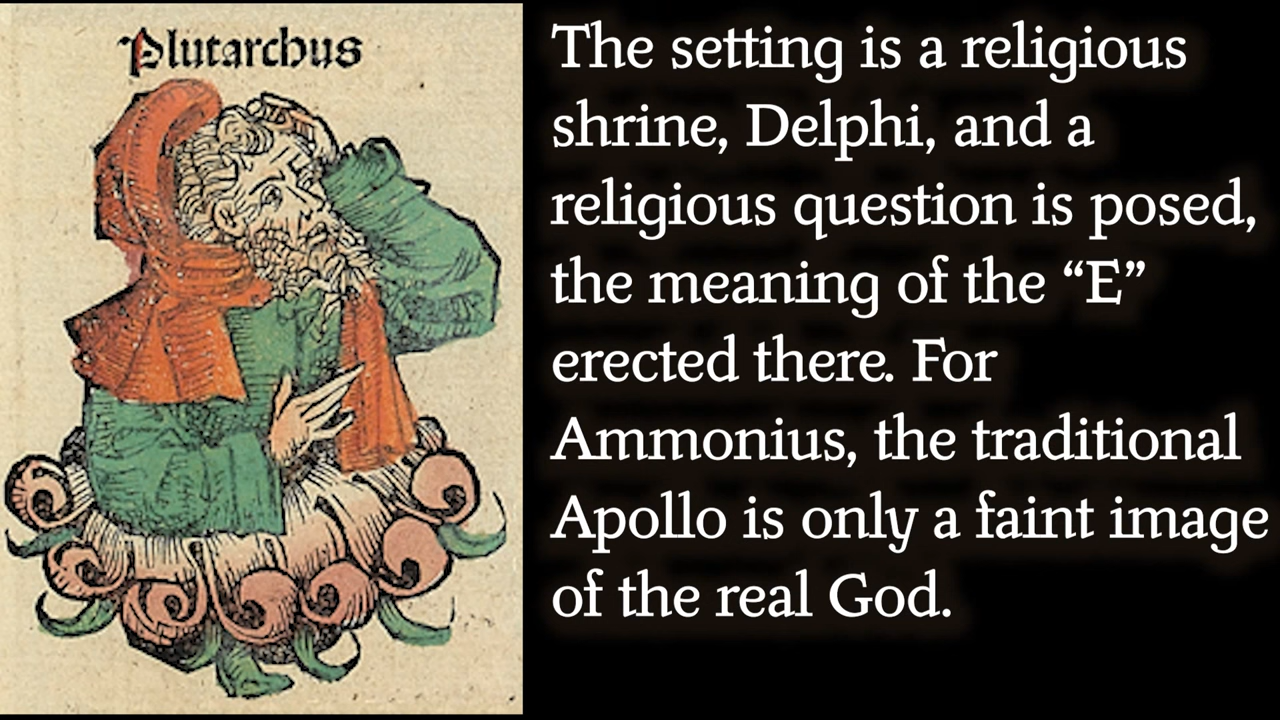 Plutarchus
The setting is a religious
shrine, Delphi, and a
religious question is posed,
the meaning of the “E”
erected there. For
Ammonius, the traditional
Apollo is only a faint image
of the real God.